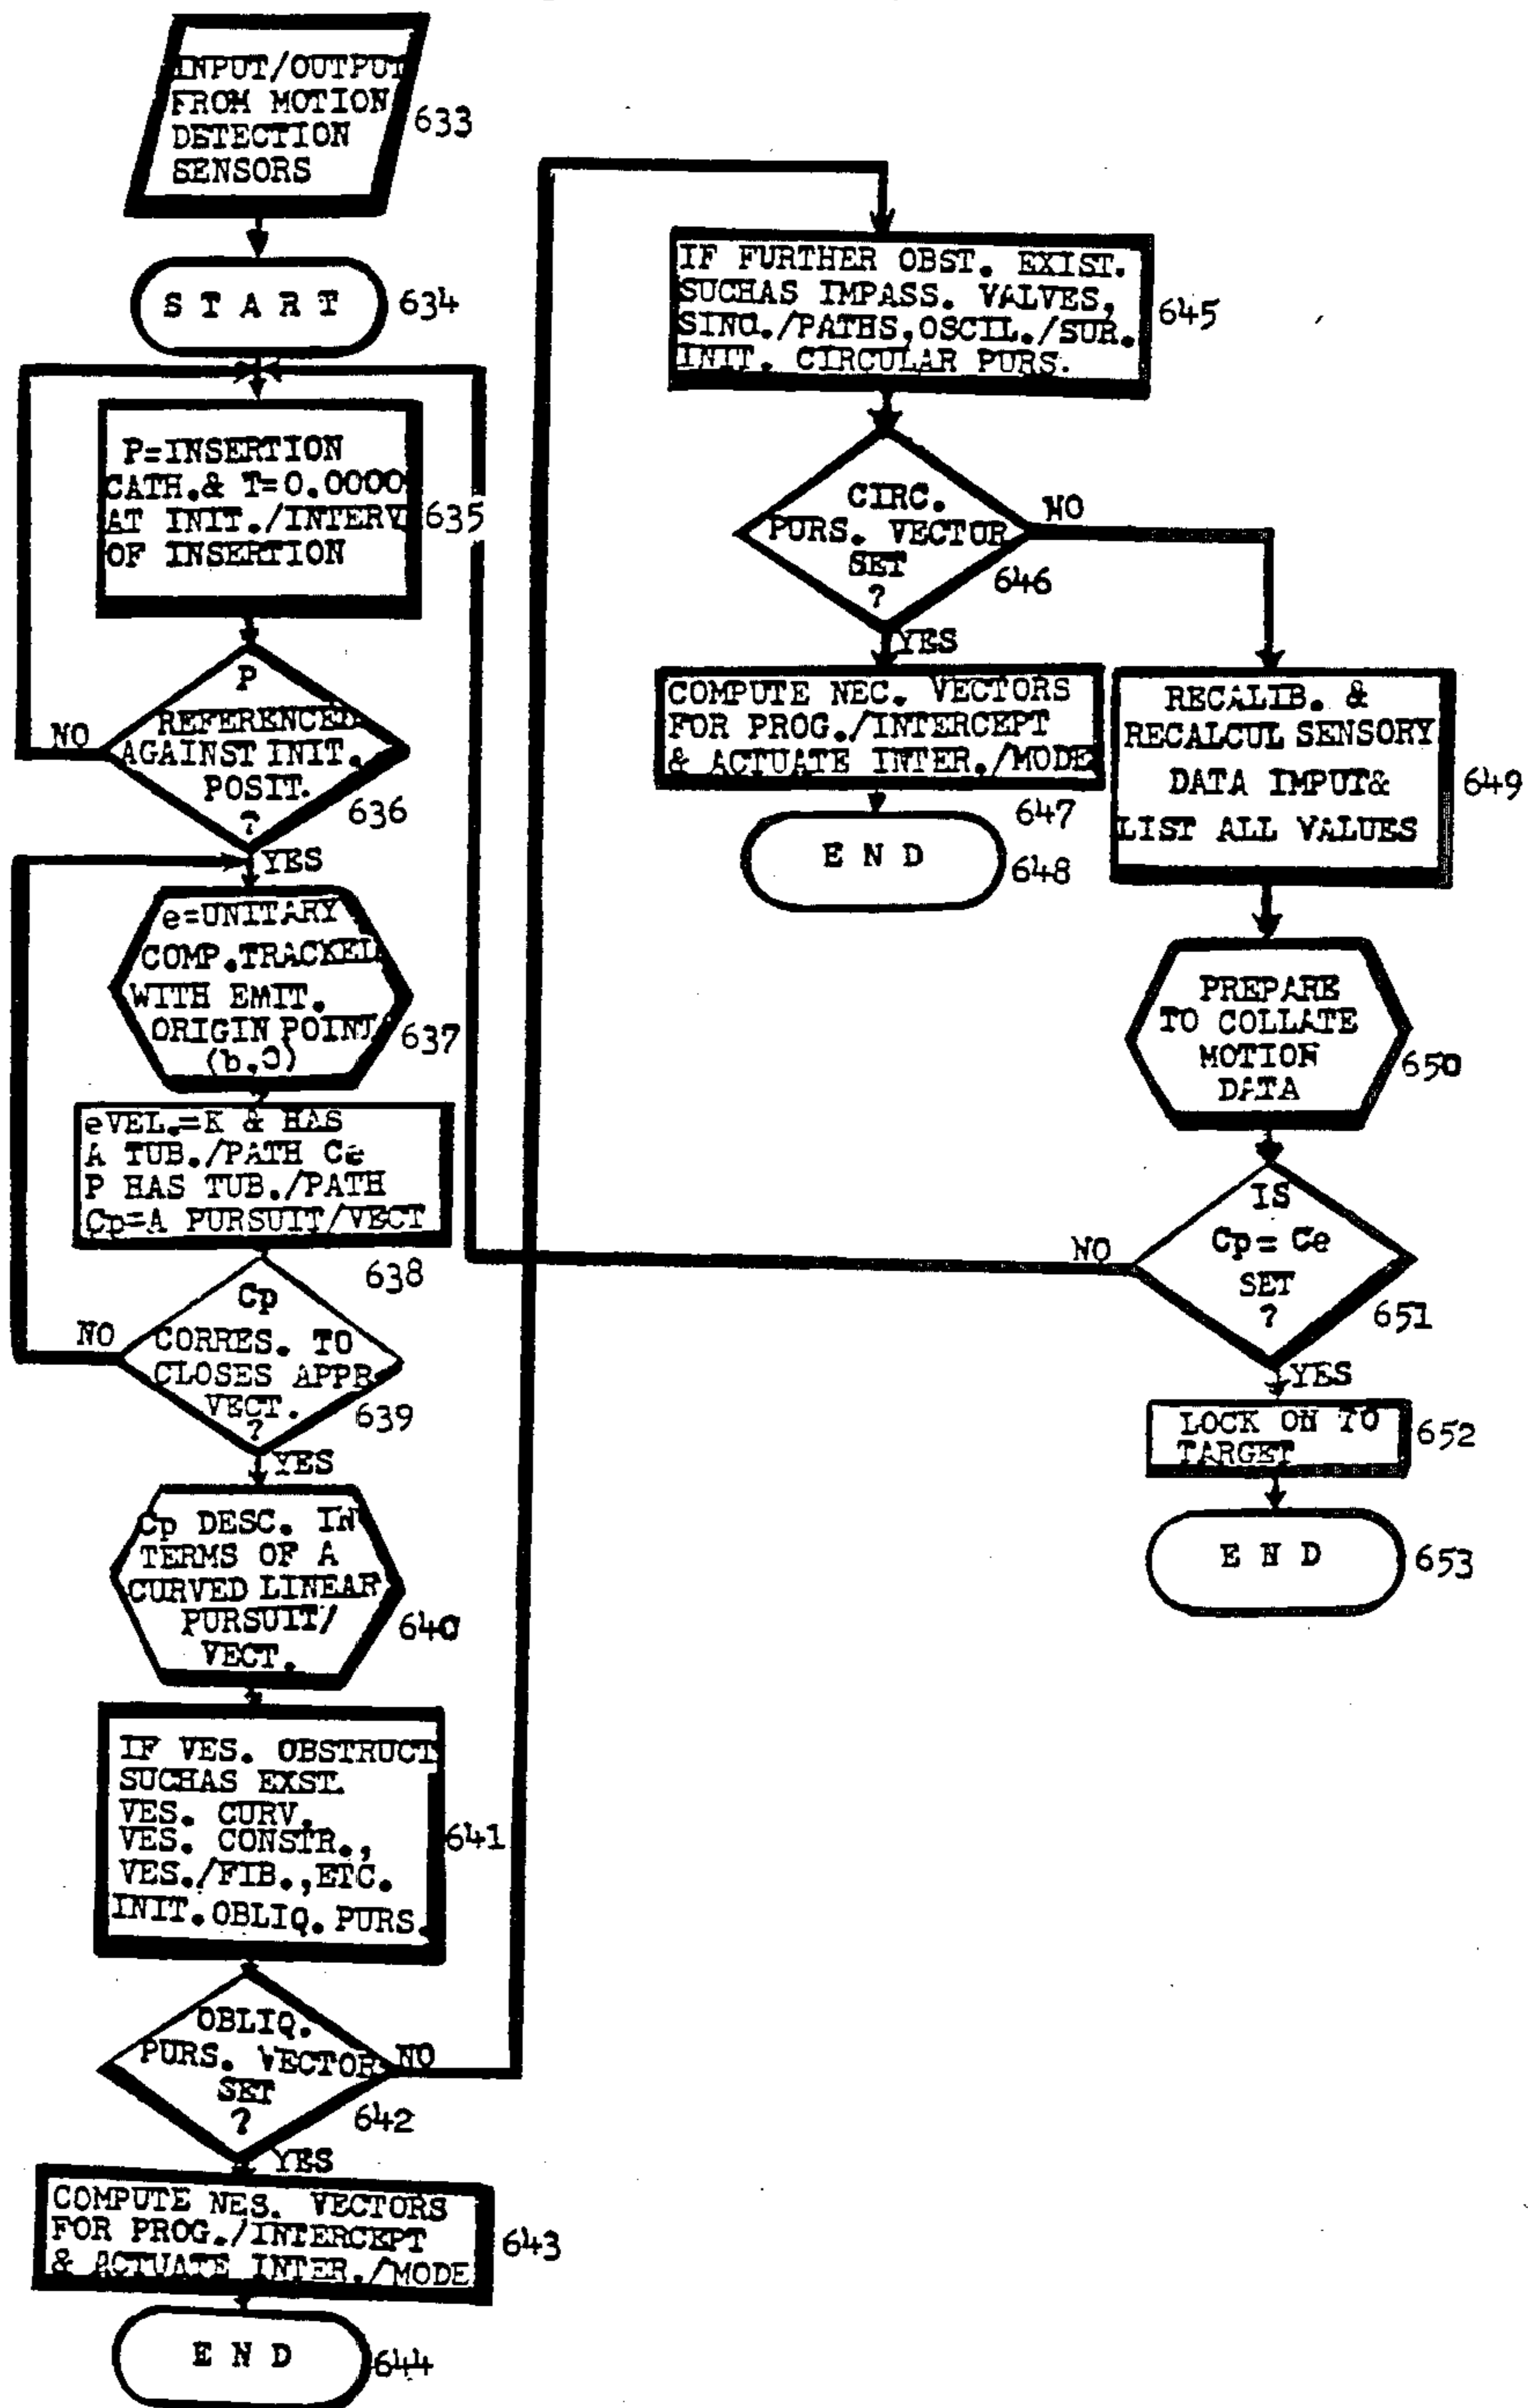 INPUT/OUTPUT
FROM MOTION
DETECTION
SENSORS
633
START
634
P=INSERTION
CATH.& T=0.0000
AT INIT./INTERV
OF INSERTION
635
P
REFERENCED
AGAINST INIT.
POSIT.
?
636
NO
YES
e=UNITARY
COMP.TRACKED
WITH EMIT.
ORIGIN POINT
(b,O)
637
eVEL.=K & HAS
A TUB./PATH Ce
P HAS TUB./PATH
Cp=A PURSUIT/VECT
638
Cp
CORRES. TO
CLOSES APPR
VECT.
?
639
NO
YES
Cp DESC. IN
TERMS OF A
CURVED LINEAR
PURSUIT/
VECT.
640
IF VES. OBSTRUCT
SUCHAS EXST.
VES. CURV.
VES. CONSTR.,
VES./FIB.,ETC.
INIT.OBLIQ. PURS.
641
OBLIQ.
PURS. VECTOR
SET
?
642
NO
YES
COMPUTE NES. VECTORS
FOR PROG./INTERCEPT
& ACTUATE INTER./MODE
643
END
644
IF FURTHER OBST. EXIST.
SUCHAS IMPASS. VALVES,
SING./PATHS,OSCIL./SUR.
INIT. CIRCULAR PURS.
645
CIRC.
PURS. VECTOR
SET
?
646
NO
YES
COMPUTE NEC. VECTORS
FOR PROG./INTERCEPT
& ACTUATE INTER./MODE
647
END
648
RECALIB. &
RECALCUL SENSORY
DATA IMPUT&
LIST ALL VALUES
649
PREPARE
TO COLLATE
MOTION
DATA
650
IS
Cp= Ce
SET
?
651
NO
YES
LOCK ON TO
TARGET
652
END
653